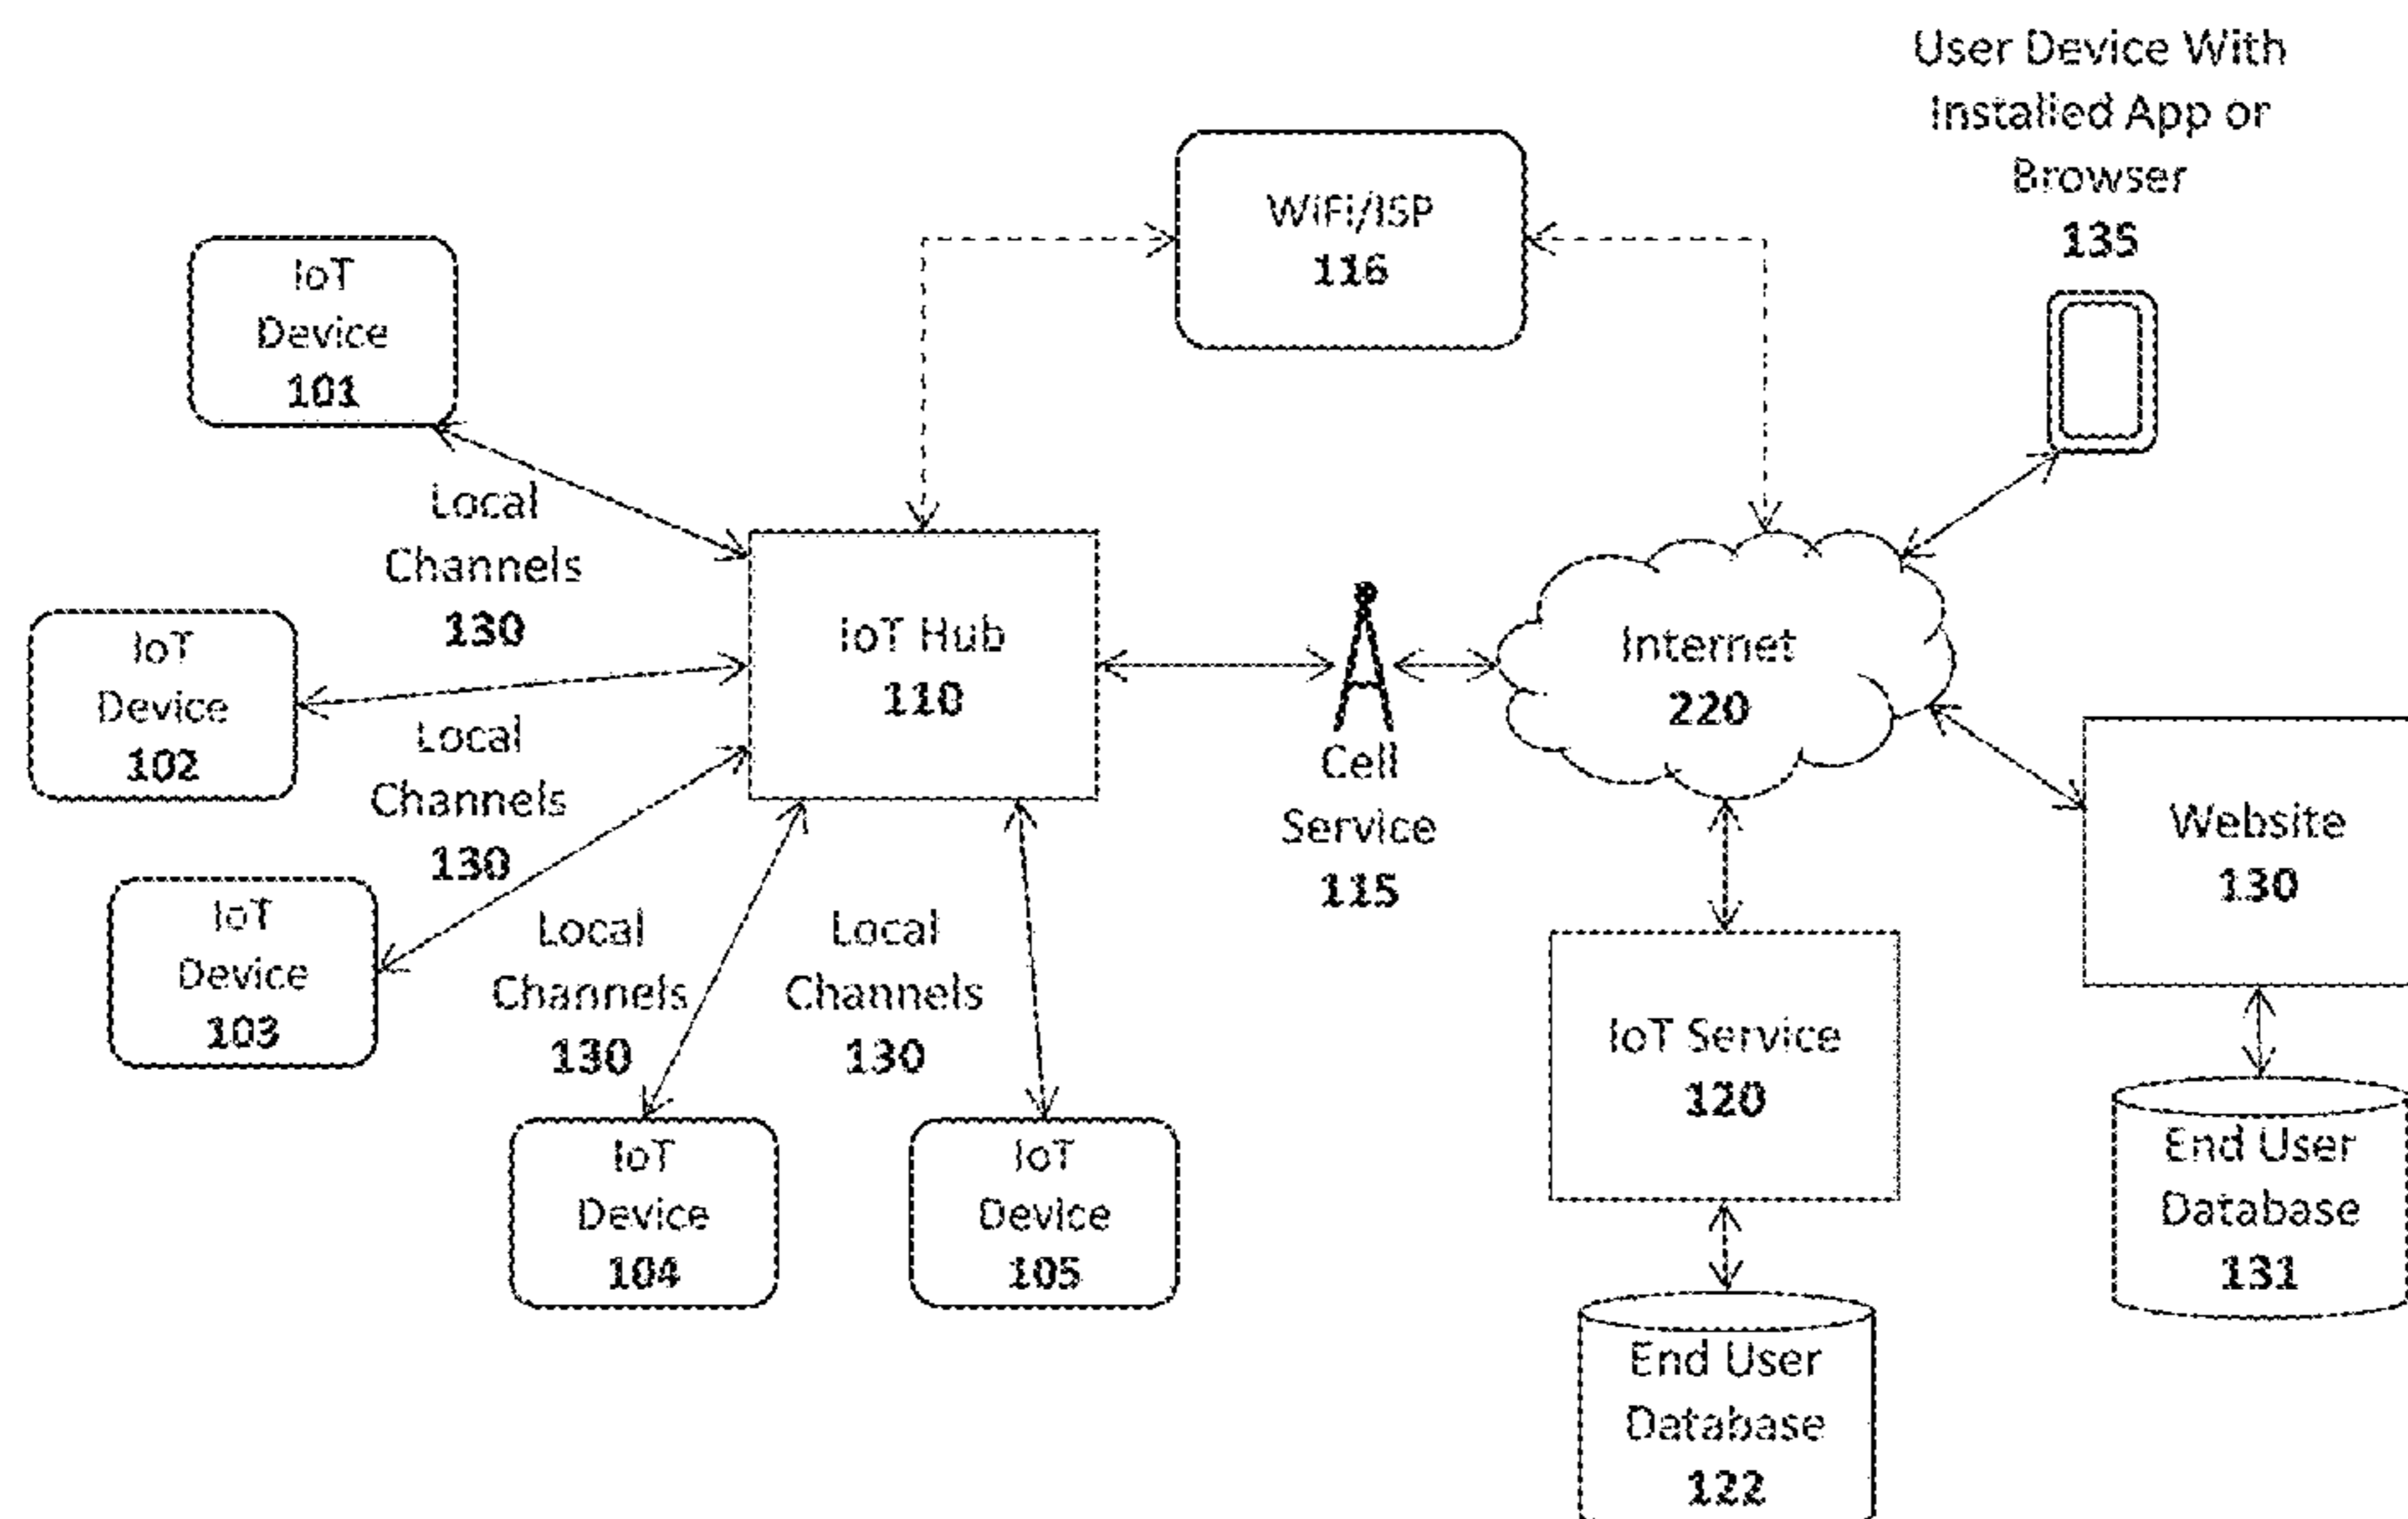 User Device With
Installed App or
Browser
135
WiFi/ISP
116
IoT
Device
101
Local
Channels
130
IoT
Device
102
IoT Hub
110
Internet
220
Local
Channels
130
Cell
Service
115
Website
130
IoT
Device
103
Local
Channels
130
Local
Channels
130
IoT Service
120
IoT
Device
104
IoT
Device
105
End User
Database
131
End User
Database
122